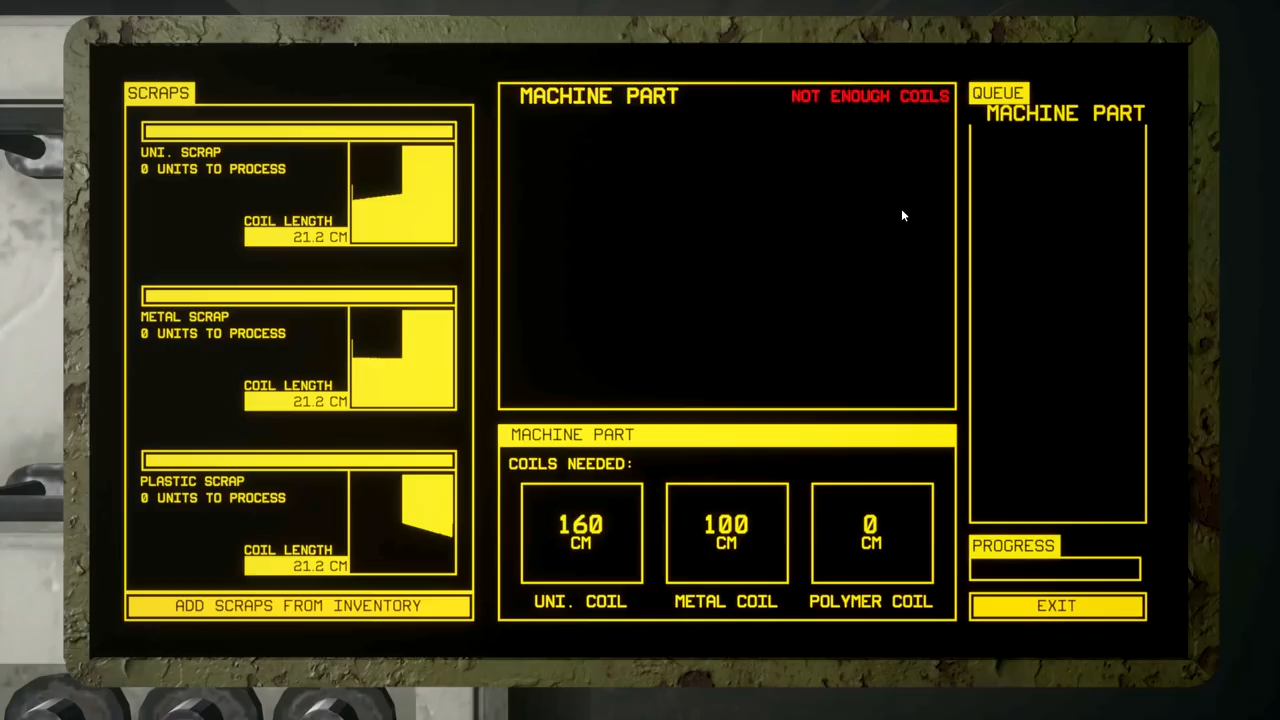 SCRAPS
UNI. SCRAP
0 UNITS TO PROCESS
COIL LENGTH
21.2 CM
METAL SCRAP
0 UNITS TO PROCESS
COIL LENGTH
21.2 CM
PLASTIC SCRAP
0 UNITS TO PROCESS
COIL LENGTH
21.2 CM
ADD SCRAPS FROM INVENTORY
MACHINE PART NOT ENOUGH COILS
MACHINE PART
COILS NEEDED:
160 CM
100 CM
0 CM
UNI. COIL METAL COIL POLYMER COIL
QUEUE
MACHINE PART
PROGRESS
EXIT